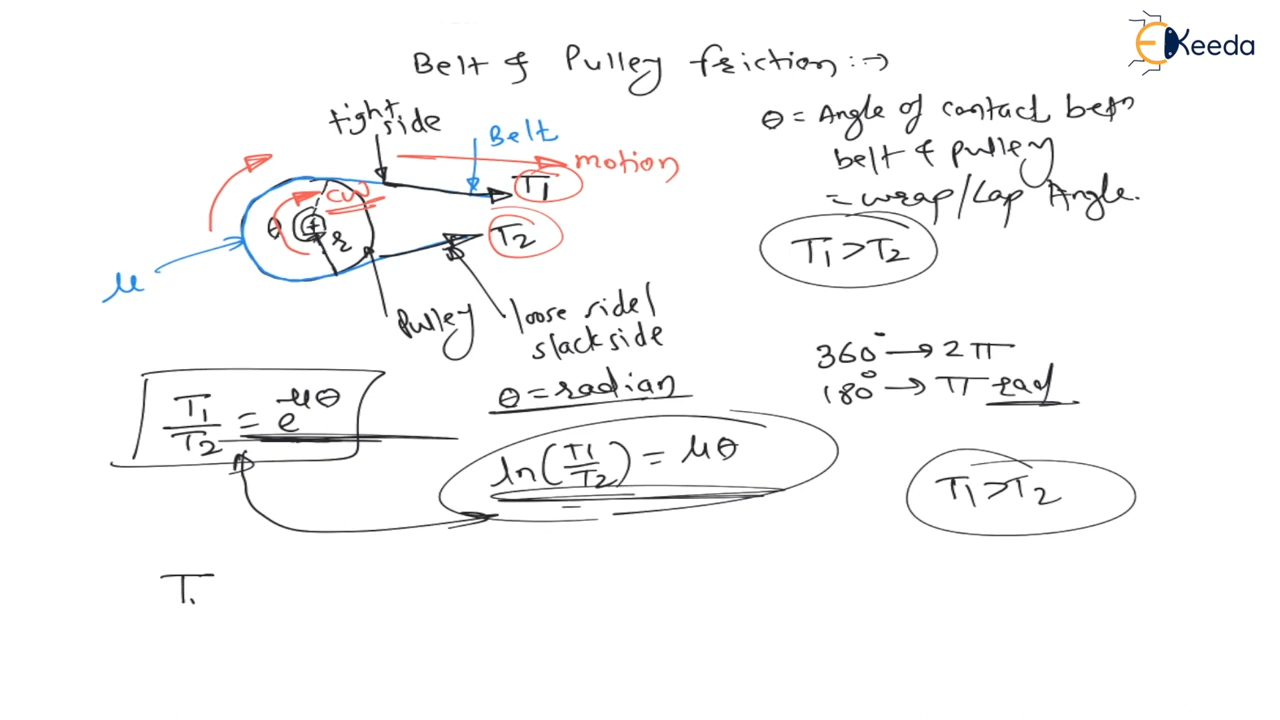 EKeeda
Belt & Pulley friction :->
tight side
Belt
motion
T1
T2
CW
θ
r
μ
Pulley
loose side/
slack side
θ = Angle of contact betn
belt & pulley
= wrap/Lap Angle.
T1 > T2
360° → 2π
180° → π rad
T1/T2 = e^μθ
θ = radian
ln(T1/T2) = μθ
T1 > T2
T